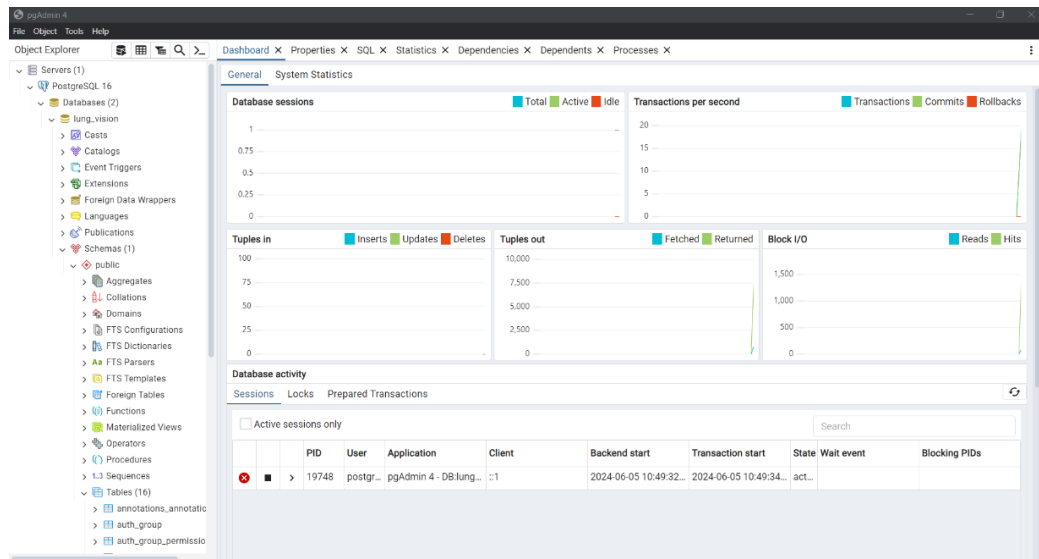 pgAdmin 4
File Object Tools Help
Object Explorer
Dashboard Properties SQL Statistics Dependencies Dependents Processes
Servers (1)
PostgreSQL 16
Databases (2)
lung_vision
Casts
Catalogs
Event Triggers
Extensions
Foreign Data Wrappers
Languages
Publications
Schemas (1)
public
Aggregates
Collations
Domains
FTS Configurations
FTS Dictionaries
FTS Parsers
FTS Templates
Foreign Tables
Functions
Materialized Views
Operators
Procedures
1..3 Sequences
Tables (16)
annotations_annotatio
auth_group
auth_group_permissio
General System Statistics
Database sessions Total Active Idle
1
0.75
0.5
0.25
0
Transactions per second Transactions Commits Rollbacks
20
15
10
5
0
Tuples in Inserts Updates Deletes
100
75
50
25
0
Tuples out Fetched Returned
10,000
7,500
5,000
2,500
0
Block I/O Reads Hits
1,500
1,000
500
0
Database activity
Sessions Locks Prepared Transactions
Active sessions only Search
PID User Application Client Backend start Transaction start State Wait event Blocking PIDs
19748 postgr... pgAdmin 4 - DB:lung... ::1 2024-06-05 10:49:32... 2024-06-05 10:49:34... act...